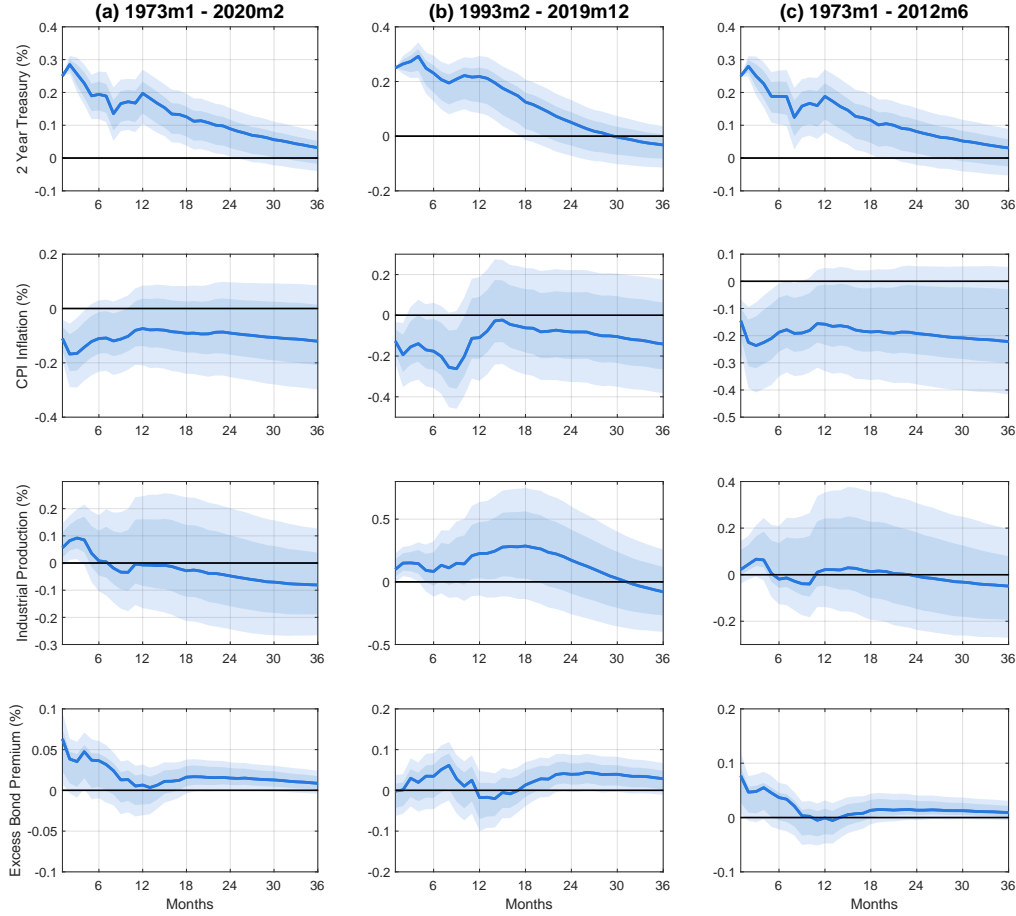 (a) 1973m1 - 2020m2
(b) 1993m2 - 2019m12
(c) 1973m1 - 2012m6
2 Year Treasury (%)
0.4
0.3
0.2
0.1
0
-0.1
6 12 18 24 30 36
0.4
0.2
0
-0.2
6 12 18 24 30 36
0.4
0.3
0.2
0.1
0
-0.1
6 12 18 24 30 36
CPI Inflation (%)
0.2
0
-0.2
-0.4
6 12 18 24 30 36
0.2
0
-0.2
-0.4
6 12 18 24 30 36
0.1
0
-0.1
-0.2
-0.3
-0.4
-0.5
6 12 18 24 30 36
Industrial Production (%)
0.2
0.1
0
-0.1
-0.2
-0.3
6 12 18 24 30 36
0.5
0
-0.5
6 12 18 24 30 36
0.4
0.2
0
-0.2
6 12 18 24 30 36
Excess Bond Premium (%)
0.1
0.05
0
-0.05
-0.1
6 12 18 24 30 36
Months
0.2
0.1
0
-0.1
-0.2
6 12 18 24 30 36
Months
0.2
0.1
0
-0.1
6 12 18 24 30 36
Months